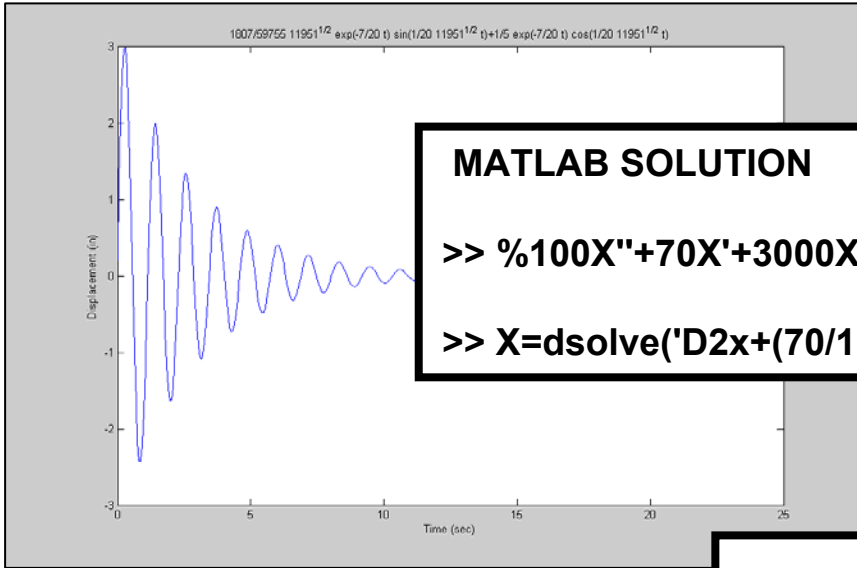 1807/59755 11951^1/2 exp(-7/20 t) sin(1/20 11951^1/2 t)+1/5 exp(-7/20 t) cos(1/20 11951^1/2 t)
3
2
1
0
-1
-2
-3
Displacement (in)
0 5 10 15 20 25
Time (sec)
MATLAB SOLUTION
>> %100X"+70X'+3000X
>> X=dsolve('D2x+(70/1